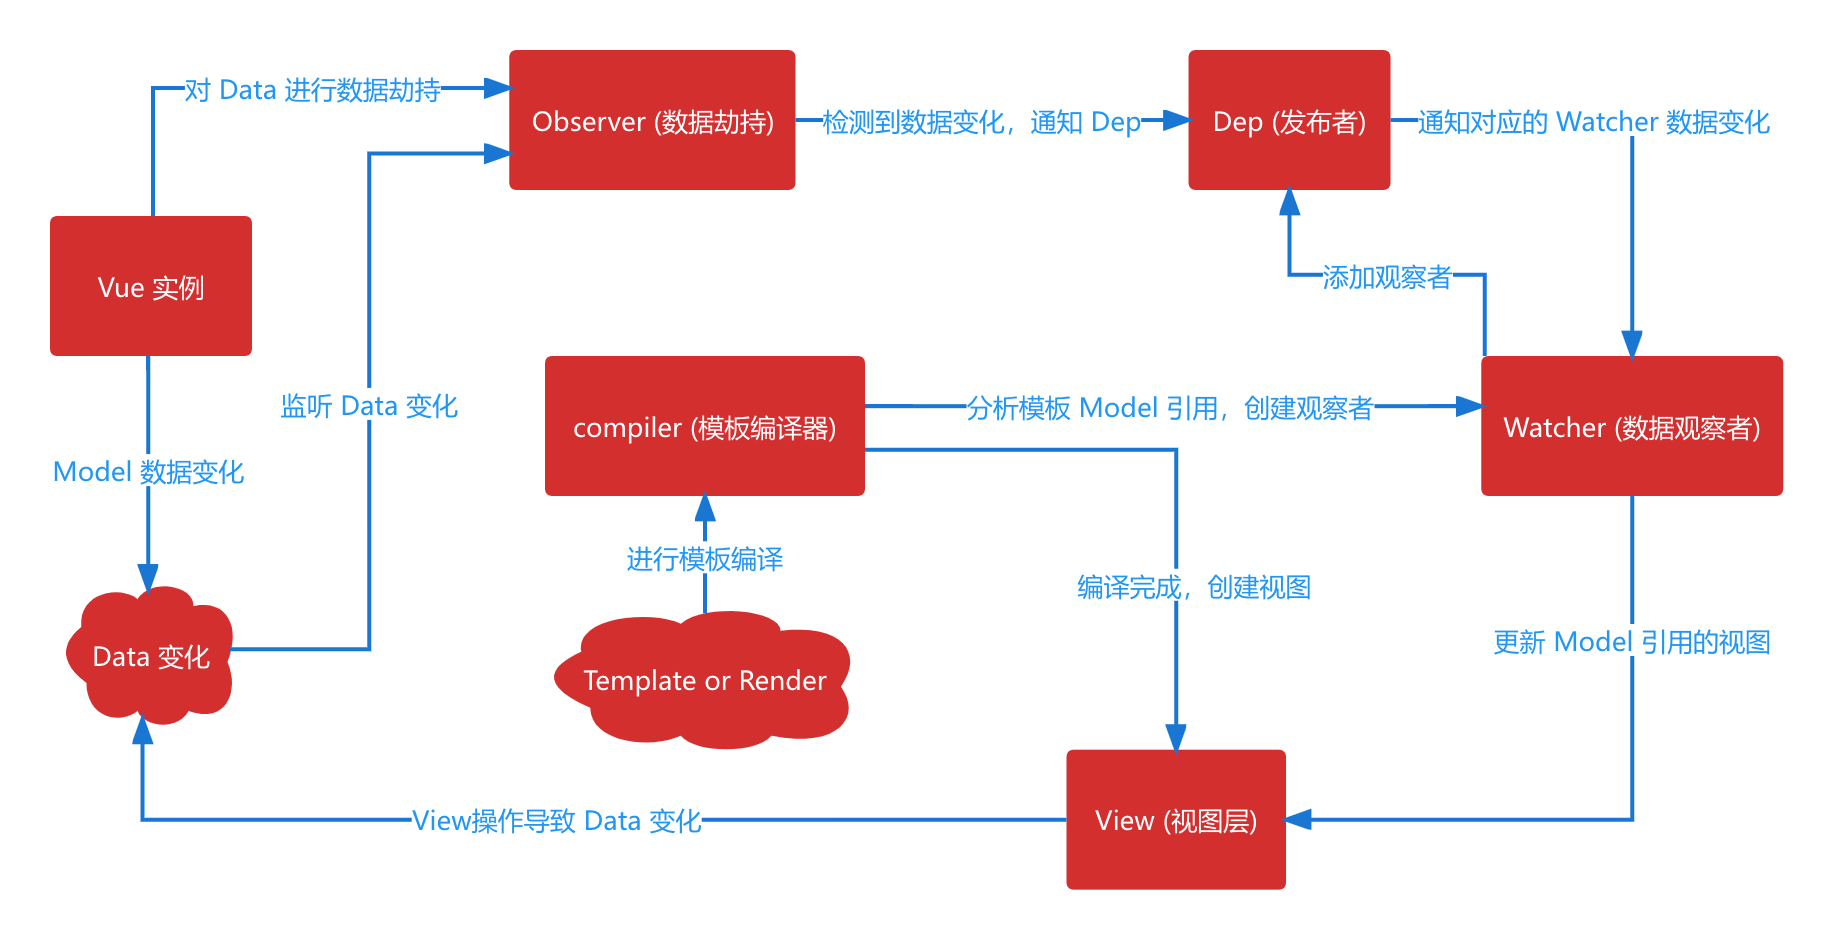 对 Data 进行数据劫持
Observer (数据劫持)
检测到数据变化，通知 Dep
Dep (发布者)
通知对应的 Watcher 数据变化
Vue 实例
添加观察者
监听 Data 变化
compiler (模板编译器)
分析模板 Model 引用，创建观察者
Watcher (数据观察者)
Model 数据变化
进行模板编译
编译完成，创建视图
更新 Model 引用的视图
Data 变化
Template or Render
View操作导致 Data 变化
View (视图层)